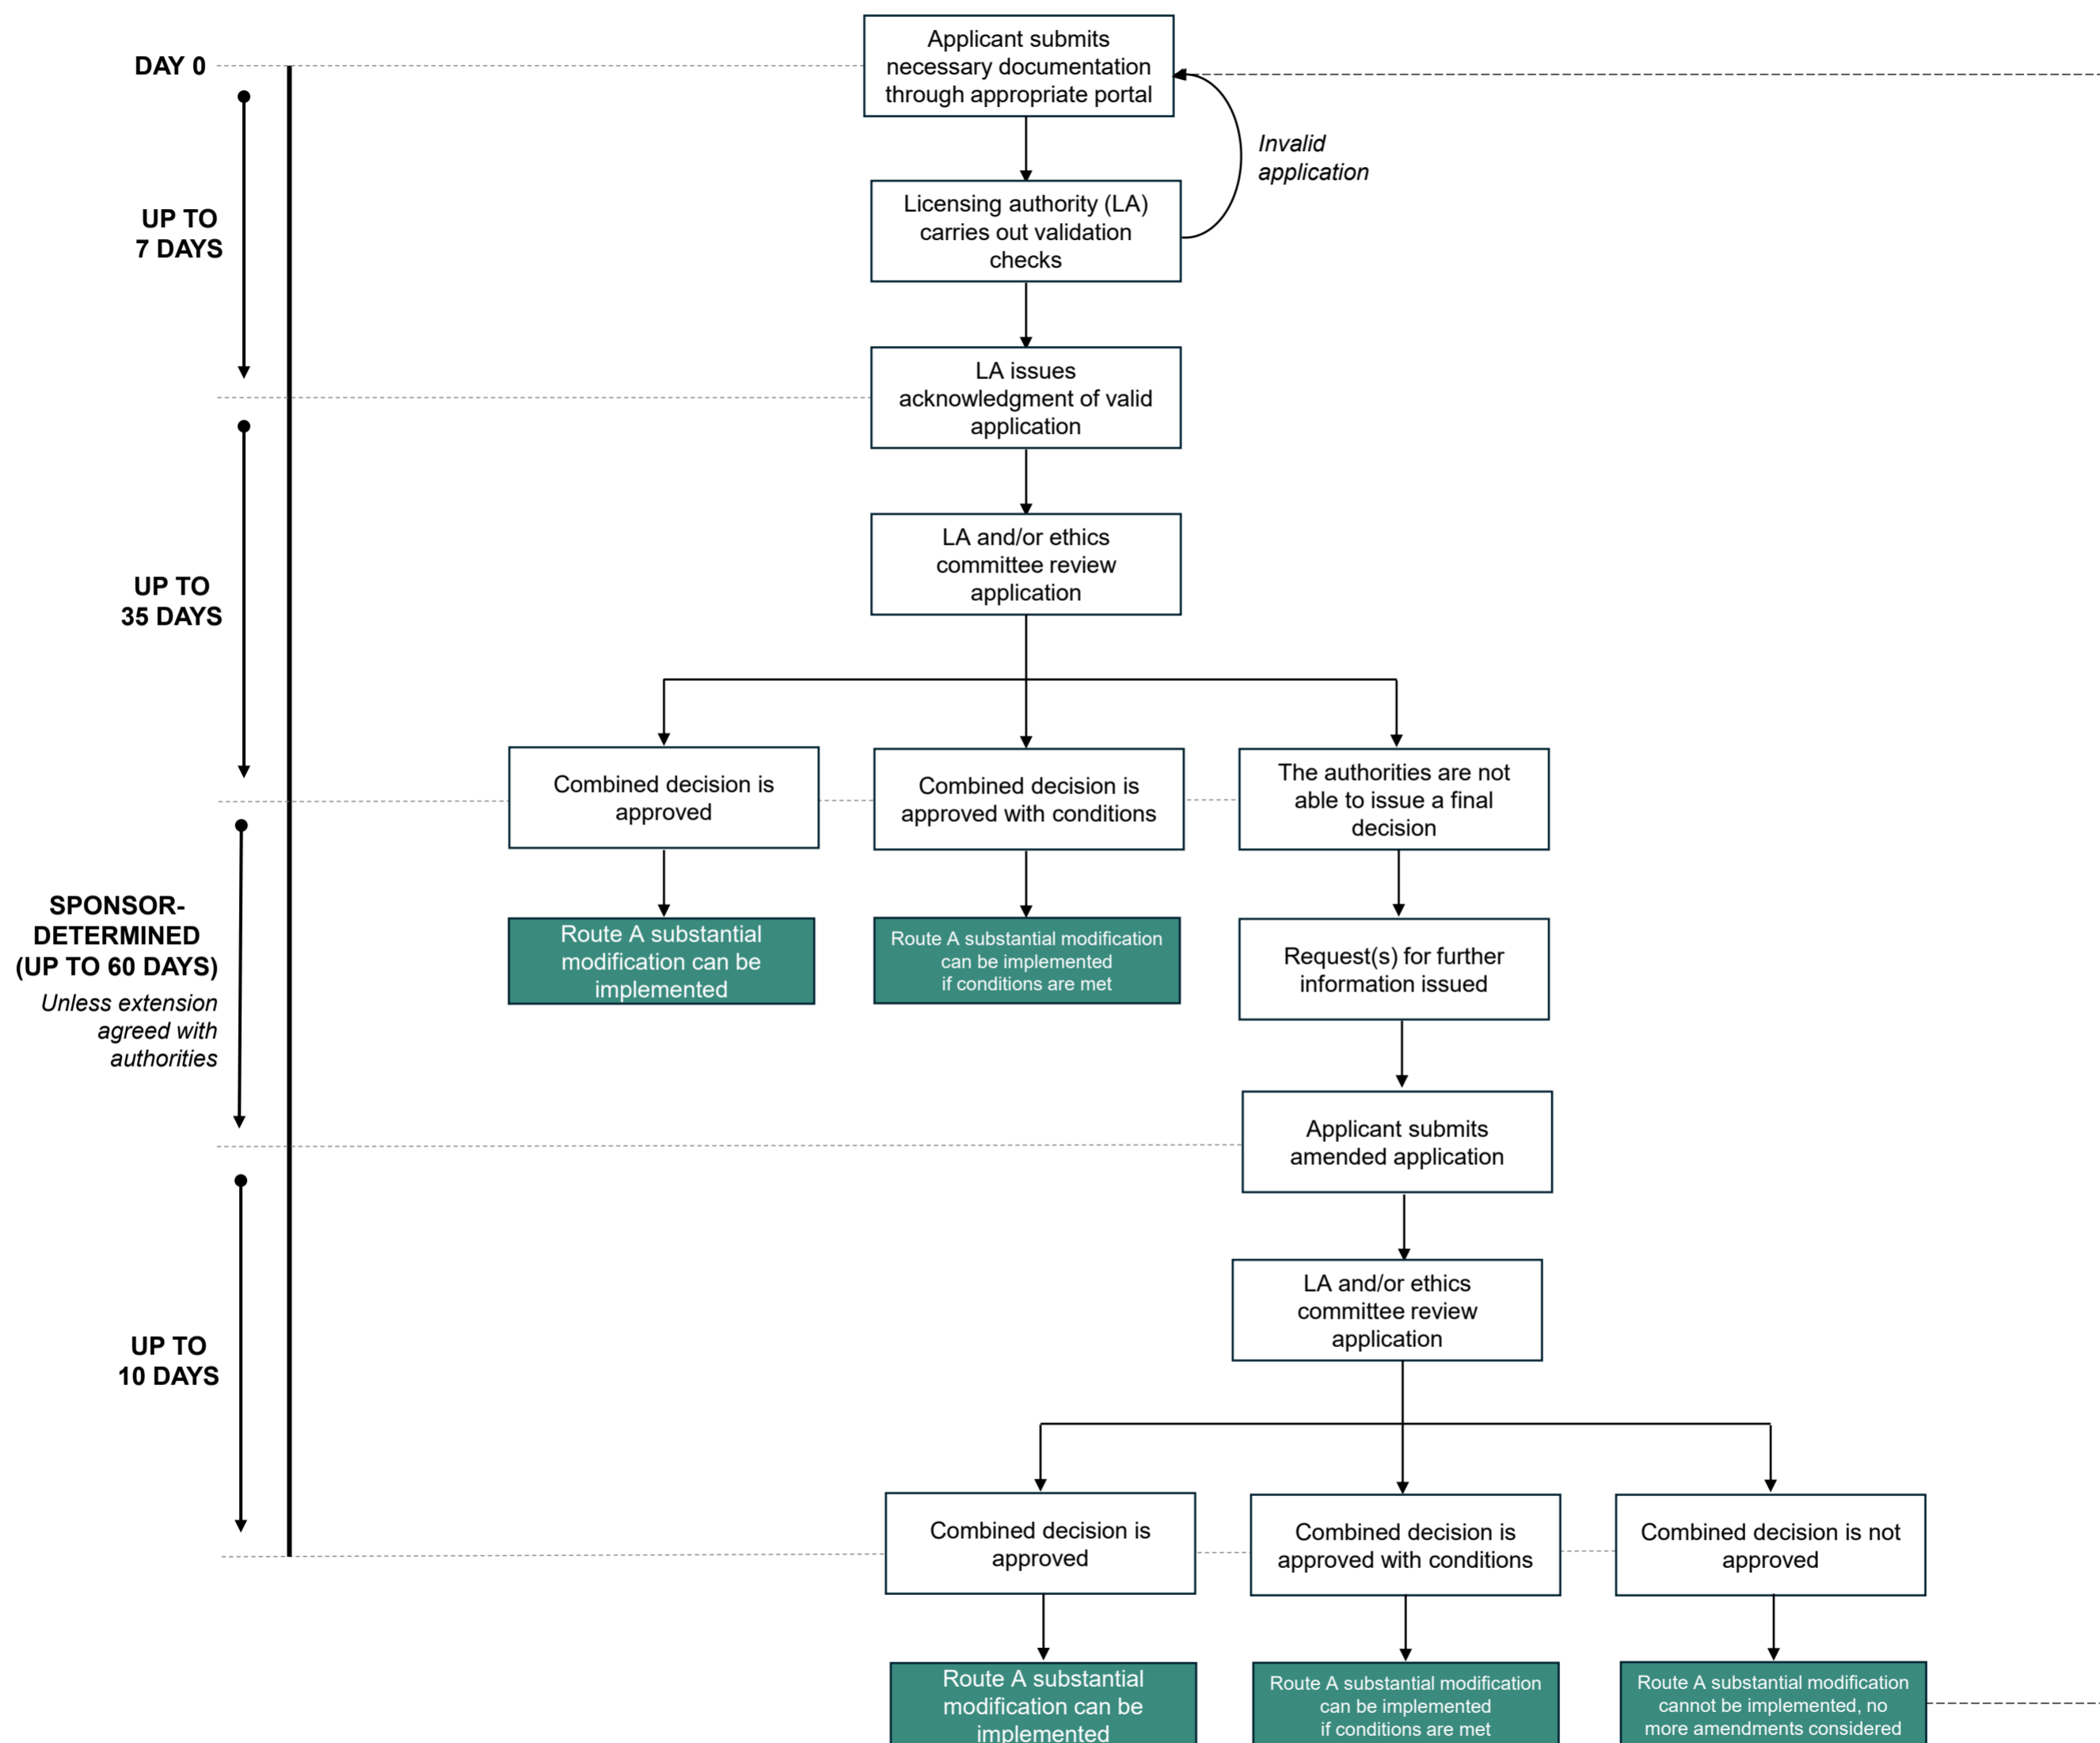 DAY 0
Applicant submits
necessary documentation
through appropriate portal
Invalid
application
UP TO
7 DAYS
Licensing authority (LA)
carries out validation
checks
LA issues
acknowledgment of valid
application
UP TO
35 DAYS
LA and/or ethics
committee review
application
Combined decision is
approved
Combined decision is
approved with conditions
The authorities are not
able to issue a final
decision
SPONSOR-
DETERMINED
(UP TO 60 DAYS)
Unless extension
agreed with
authorities
Route A substantial
modification can be
implemented
Route A substantial modification
can be implemented
if conditions are met
Request(s) for further
information issued
Applicant submits
amended application
UP TO
10 DAYS
LA and/or ethics
committee review
application
Combined decision is
approved
Combined decision is
approved with conditions
Combined decision is not
approved
Route A substantial
modification can be
implemented
Route A substantial modification
can be implemented
if conditions are met
Route A substantial modification
cannot be implemented, no
more amendments considered